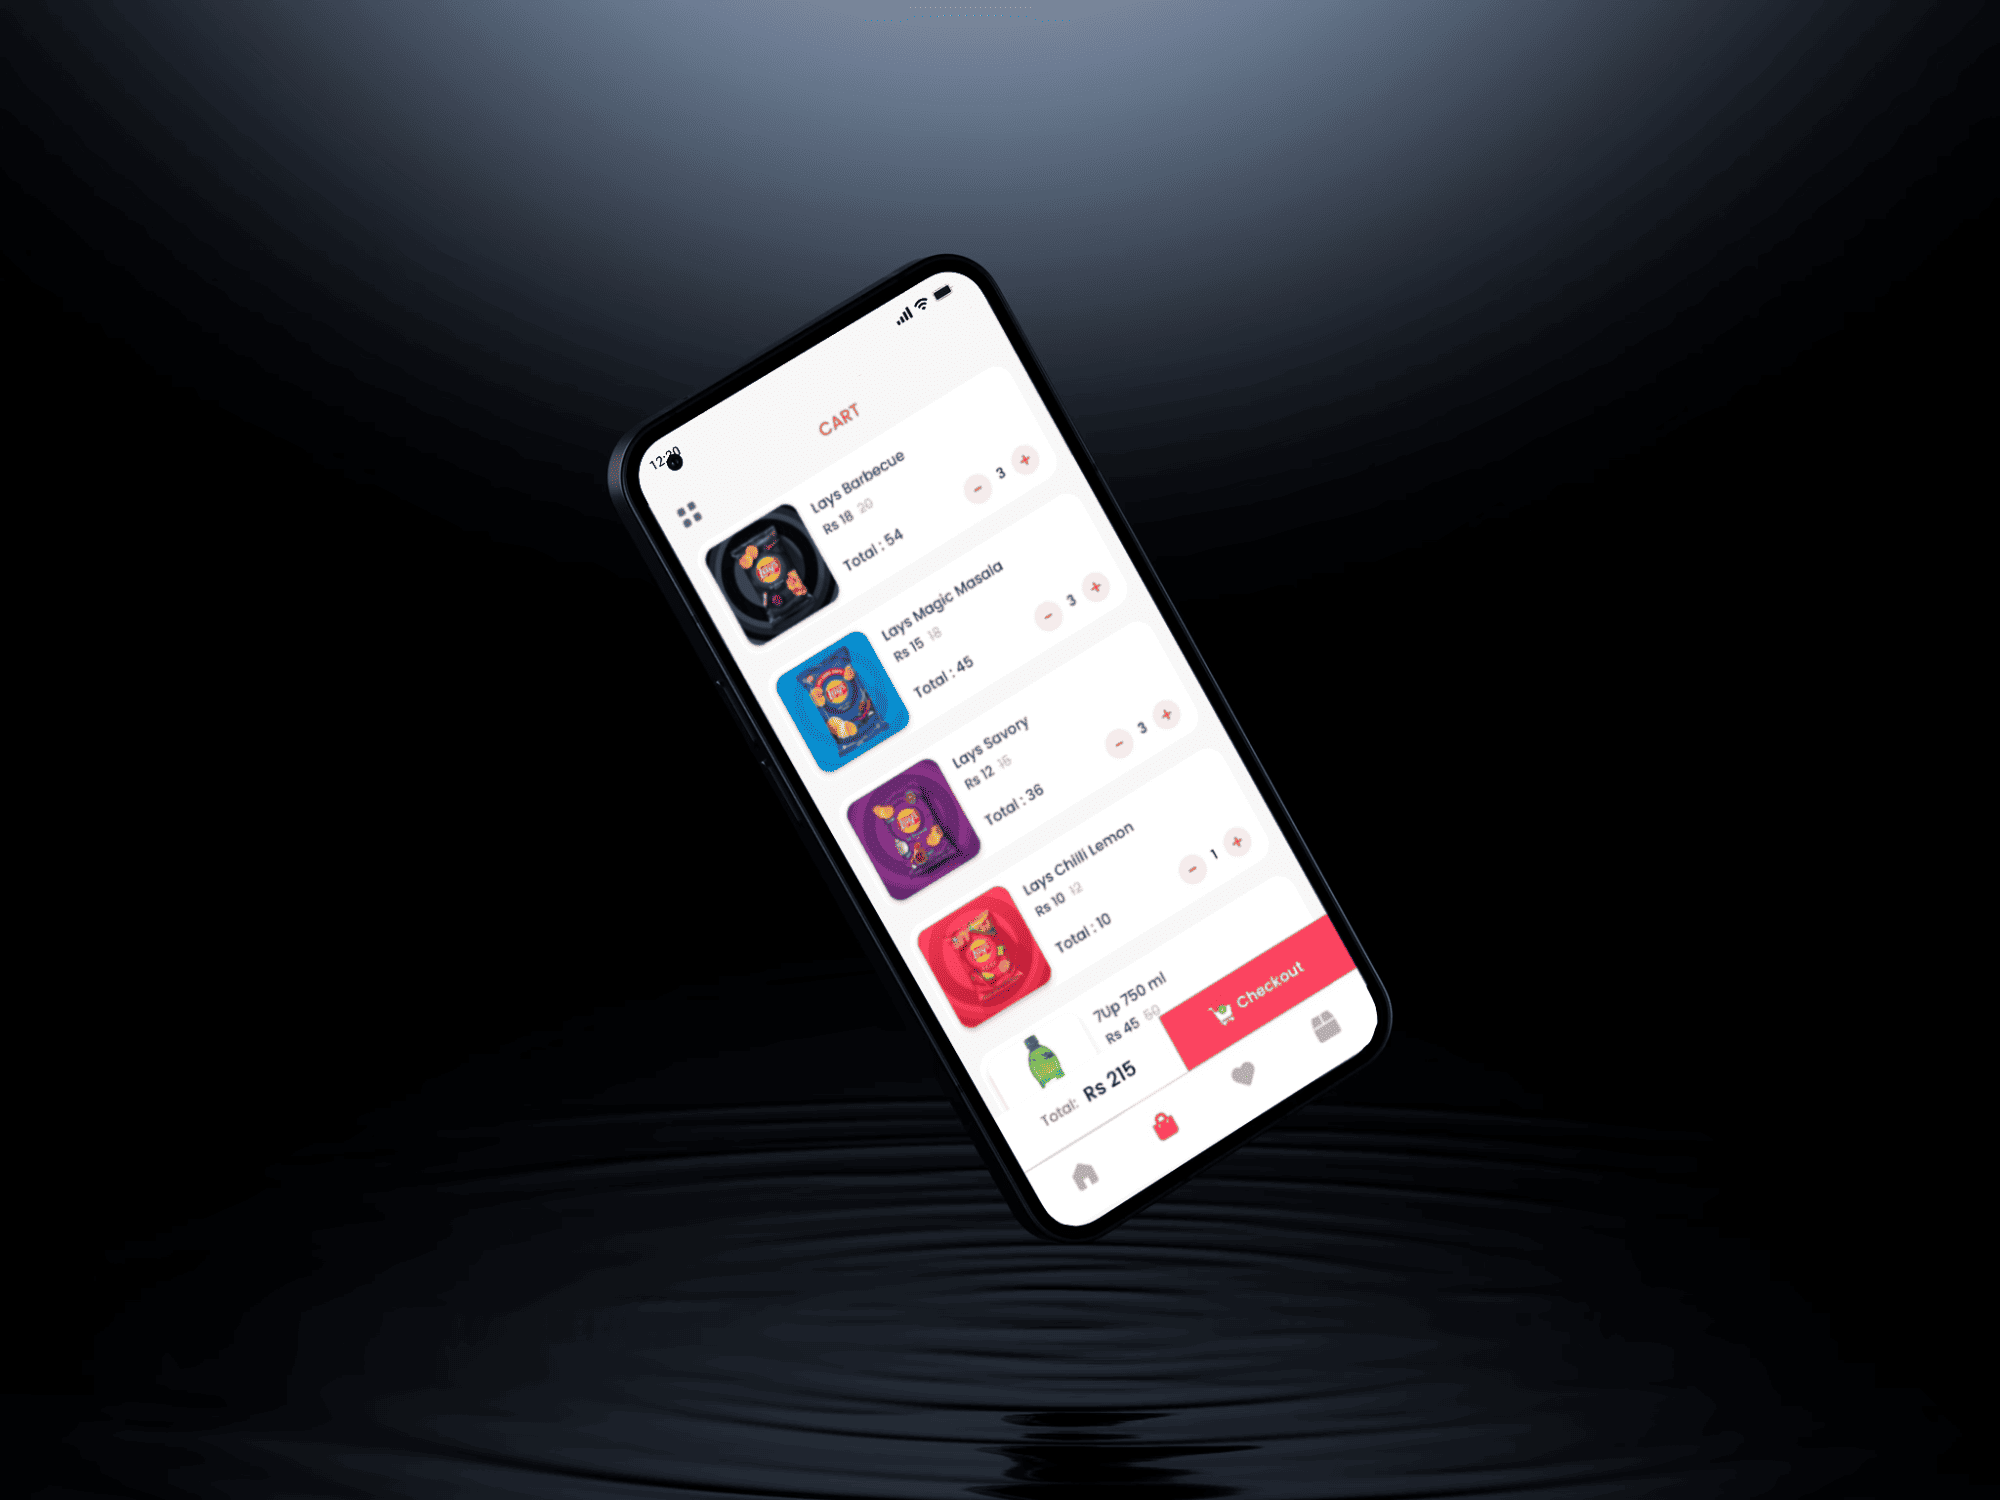 12:20
CART
Lays Barbecue
Rs 18 20
Total : 54
3
Lays Magic Masala
Rs 15 18
Total : 45
3
Lays Savory
Rs 12
Total : 36
3
Lays Chilli Lemon
Rs 10 12
Total : 10
1
7Up 750 ml
Rs 45 50
Total: Rs 215
Checkout